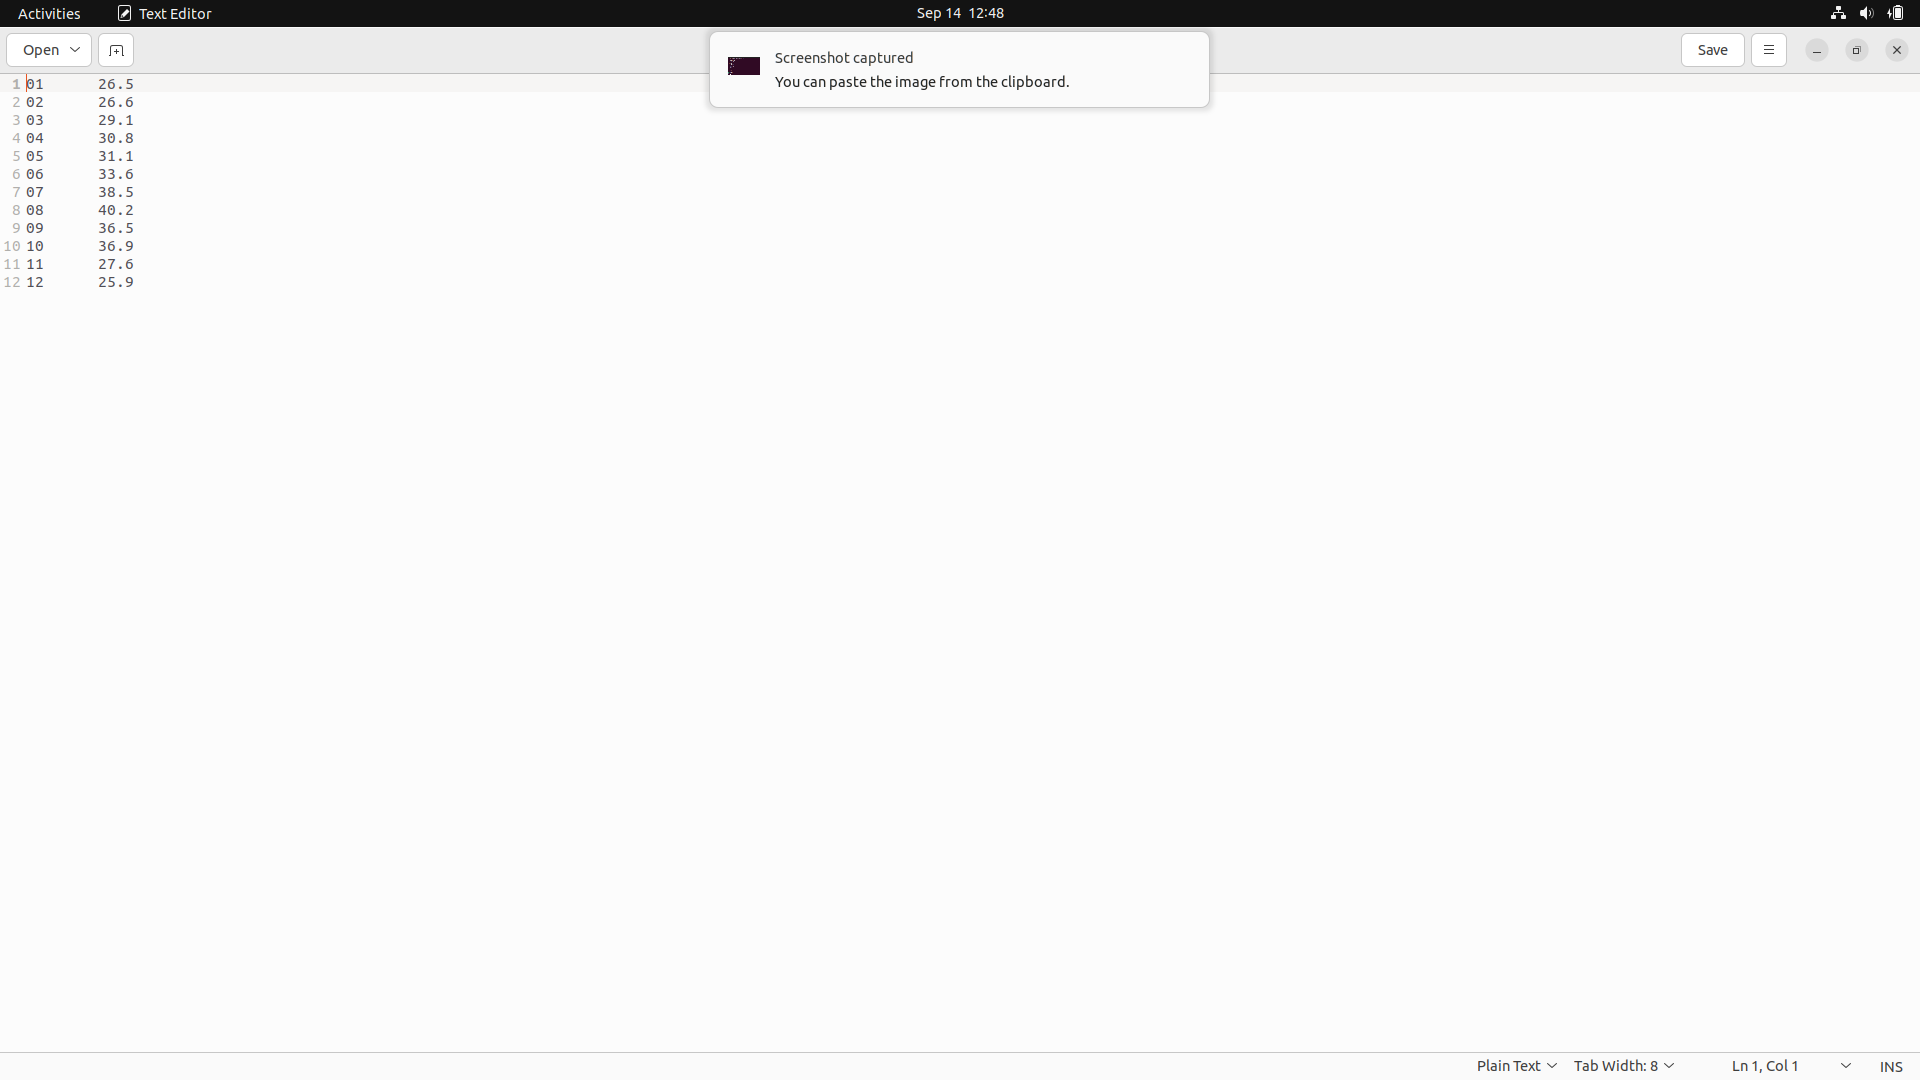 Activities Text Editor Sep 14 12:48
Open Save
Screenshot captured
You can paste the image from the clipboard.
1 01 26.5
2 02 26.6
3 03 29.1
4 04 30.8
5 05 31.1
6 06 33.6
7 07 38.5
8 08 40.2
9 09 36.5
10 10 36.9
11 11 27.6
12 12 25.9
Plain Text Tab Width: 8 Ln 1, Col 1 INS